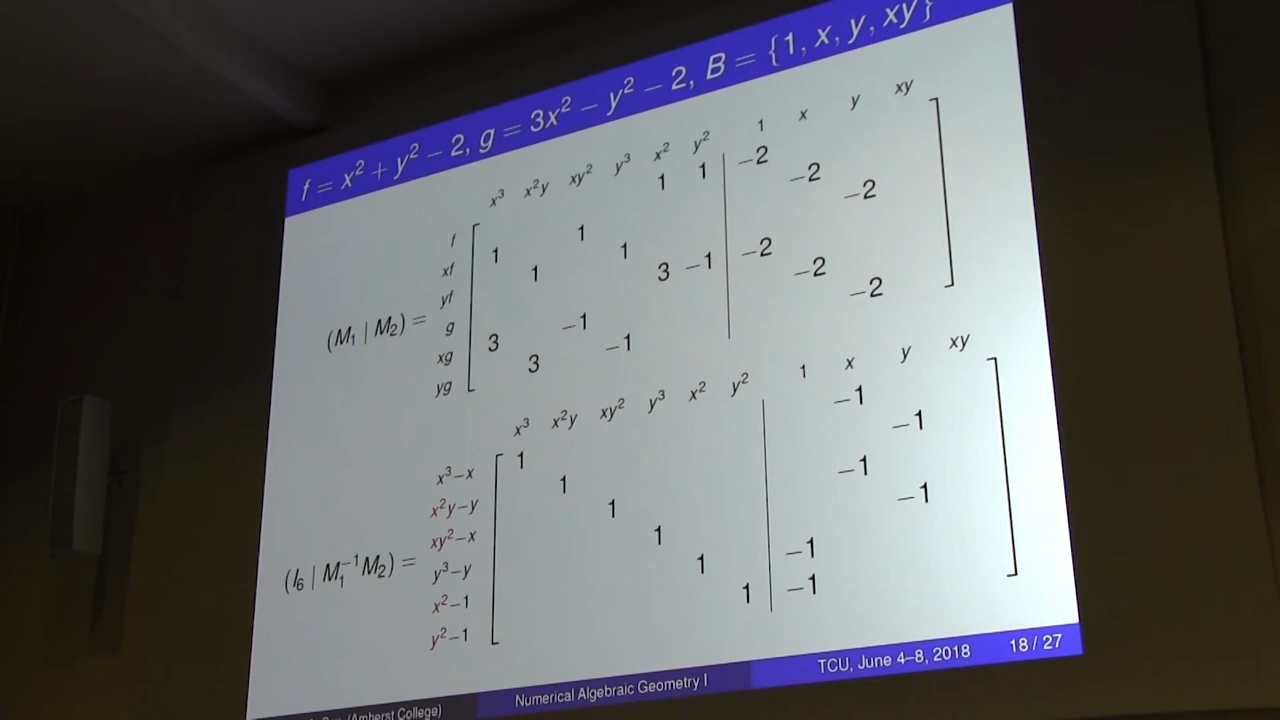 f = x² + y² − 2, g = 3x² − y² − 2, B = {1, x, y, xy}
x³ x²y xy² y³ x² y² 1 x y xy
f 1 1 −2
xf 1 1 −2
yf 1 1 −2
(M₁ | M₂) =
g 3 −1 −2
xg 3 −1 −2
yg 3 −1 −2
x³ x²y xy² y³ x² y² 1 x y xy
x³−x 1 −1
x²y−y 1 −1
xy²−x 1 −1
(I₆ | M₁⁻¹M₂) =
y³−y 1 −1
x²−1 1 −1
y²−1 1 −1
(Amherst College) Numerical Algebraic Geometry I TCU, June 4–8, 2018 18 / 27